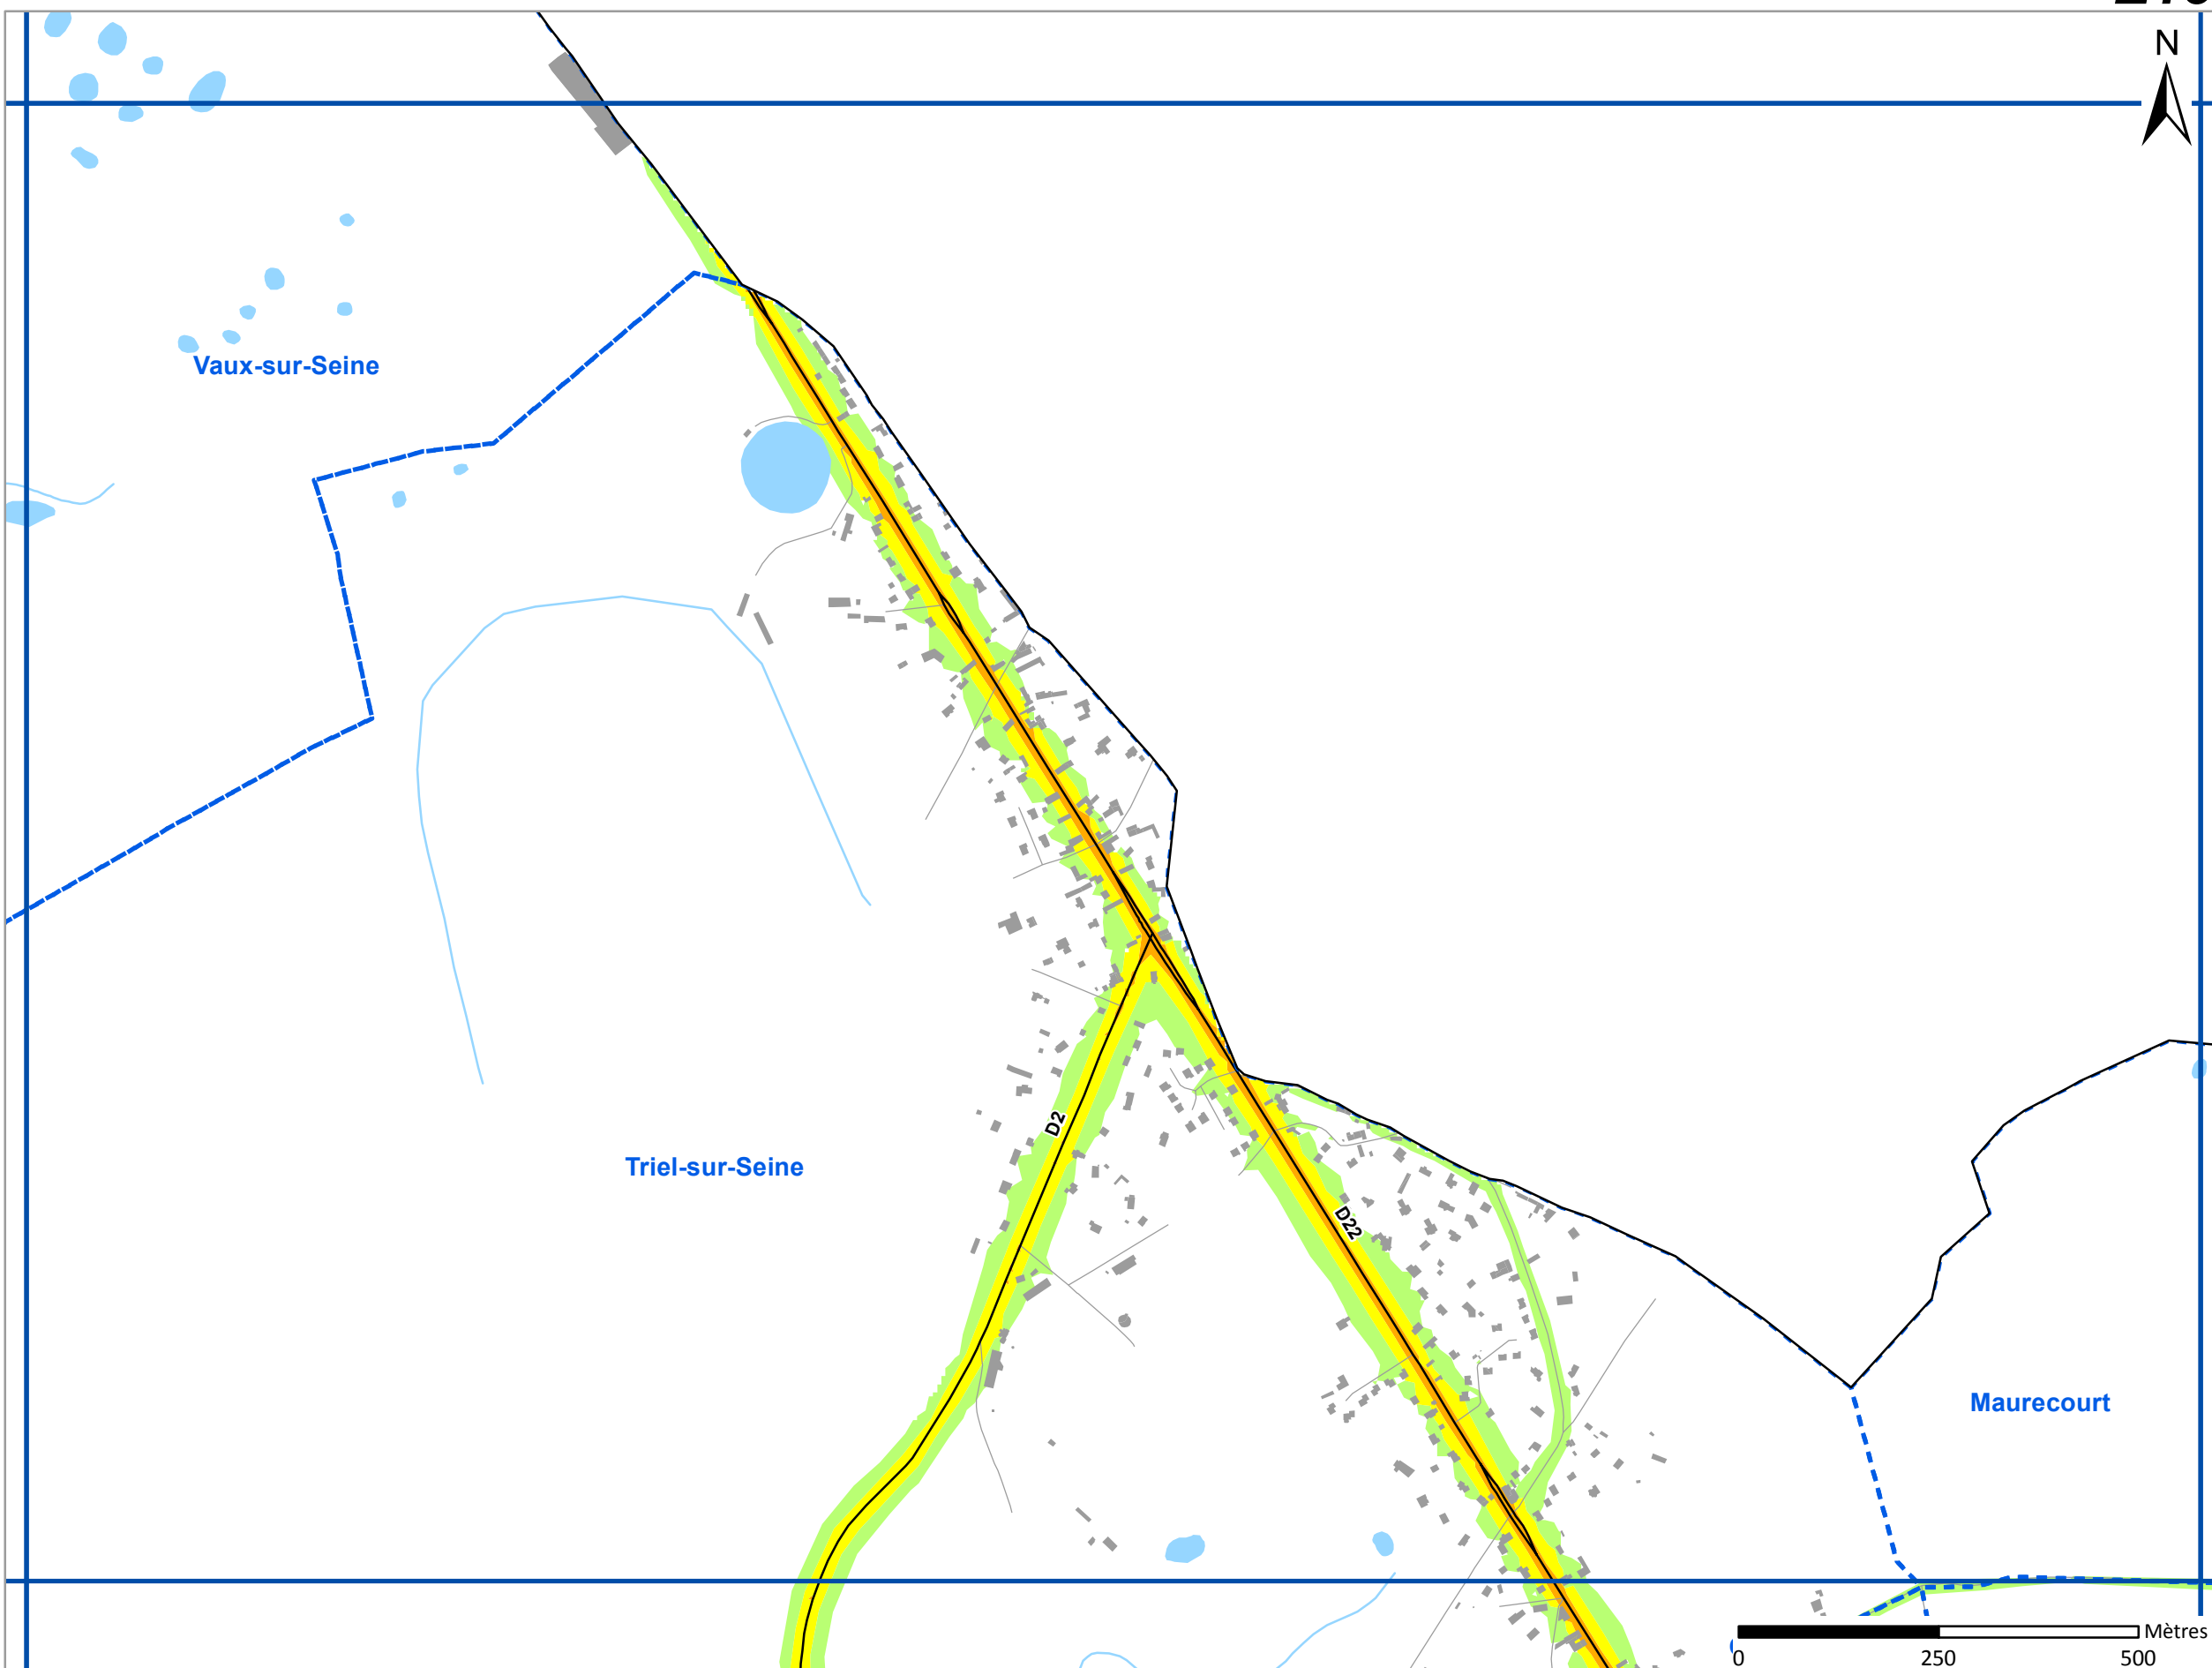 N
Vaux-sur-Seine
D2
Triel-sur-Seine
D22
Maurecourt
Mètres
0 250 500